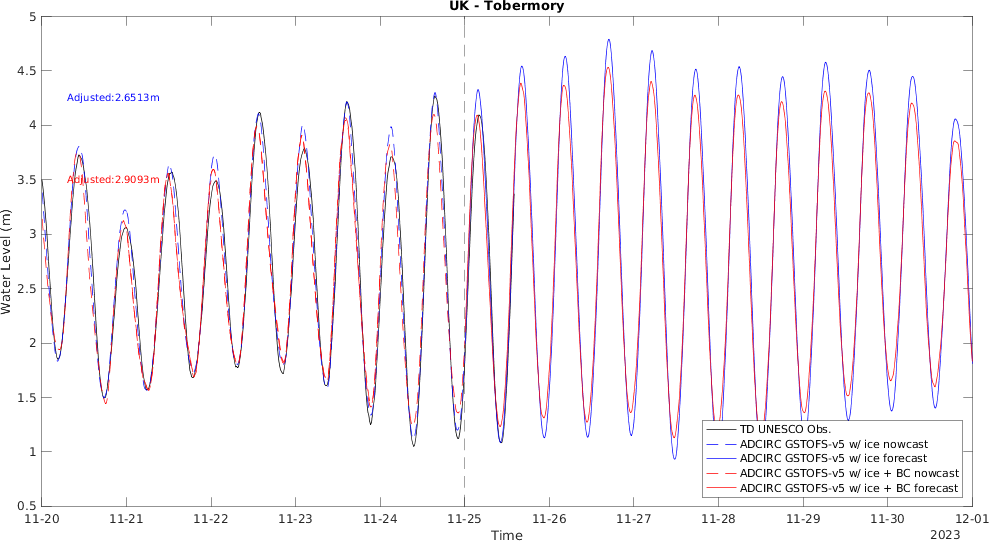 UK - Tobermory
Water Level (m)
5
4.5
4
3.5
3
2.5
2
1.5
1
0.5
Adjusted:2.6513m
Adjusted:2.9093m
TD UNESCO Obs.
ADCIRC GSTOFS-v5 w/ ice nowcast
ADCIRC GSTOFS-v5 w/ ice forecast
ADCIRC GSTOFS-v5 w/ ice + BC nowcast
ADCIRC GSTOFS-v5 w/ ice + BC forecast
11-20 11-21 11-22 11-23 11-24 11-25 11-26 11-27 11-28 11-29 11-30 12-01
Time
2023